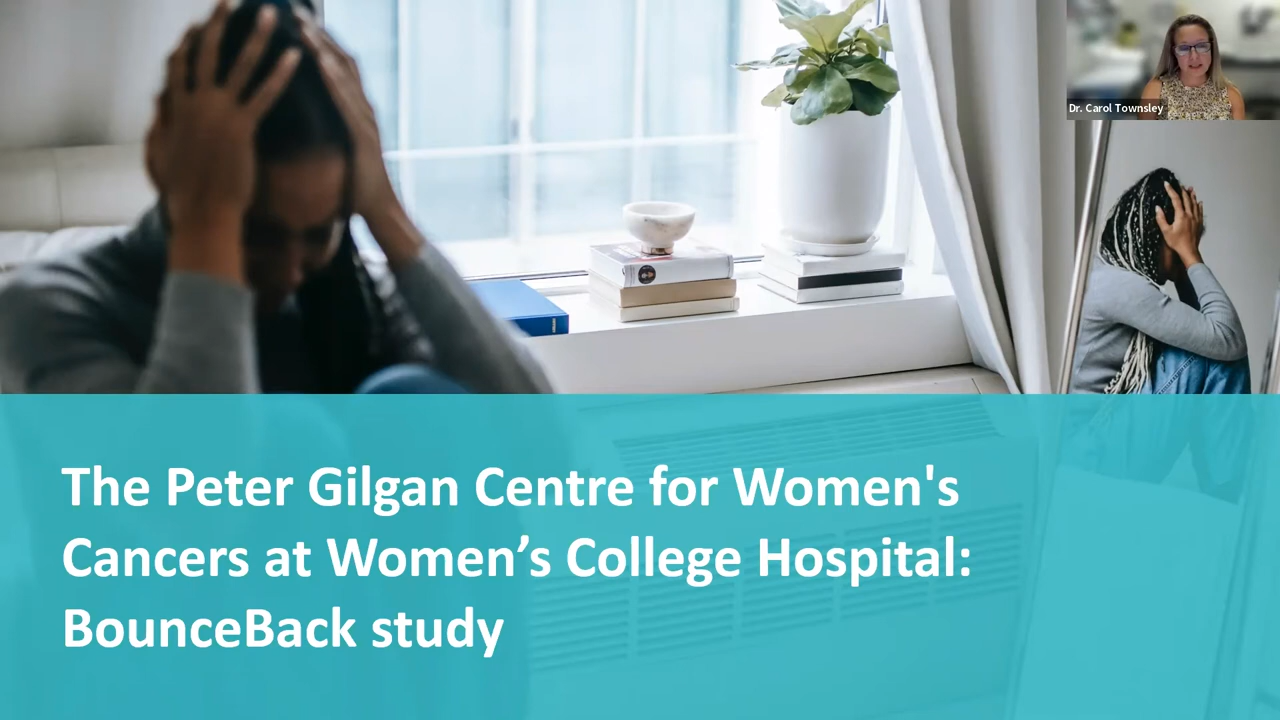 Dr. Carol Townsley
The Peter Gilgan Centre for Women's
Cancers at Women’s College Hospital:
BounceBack study